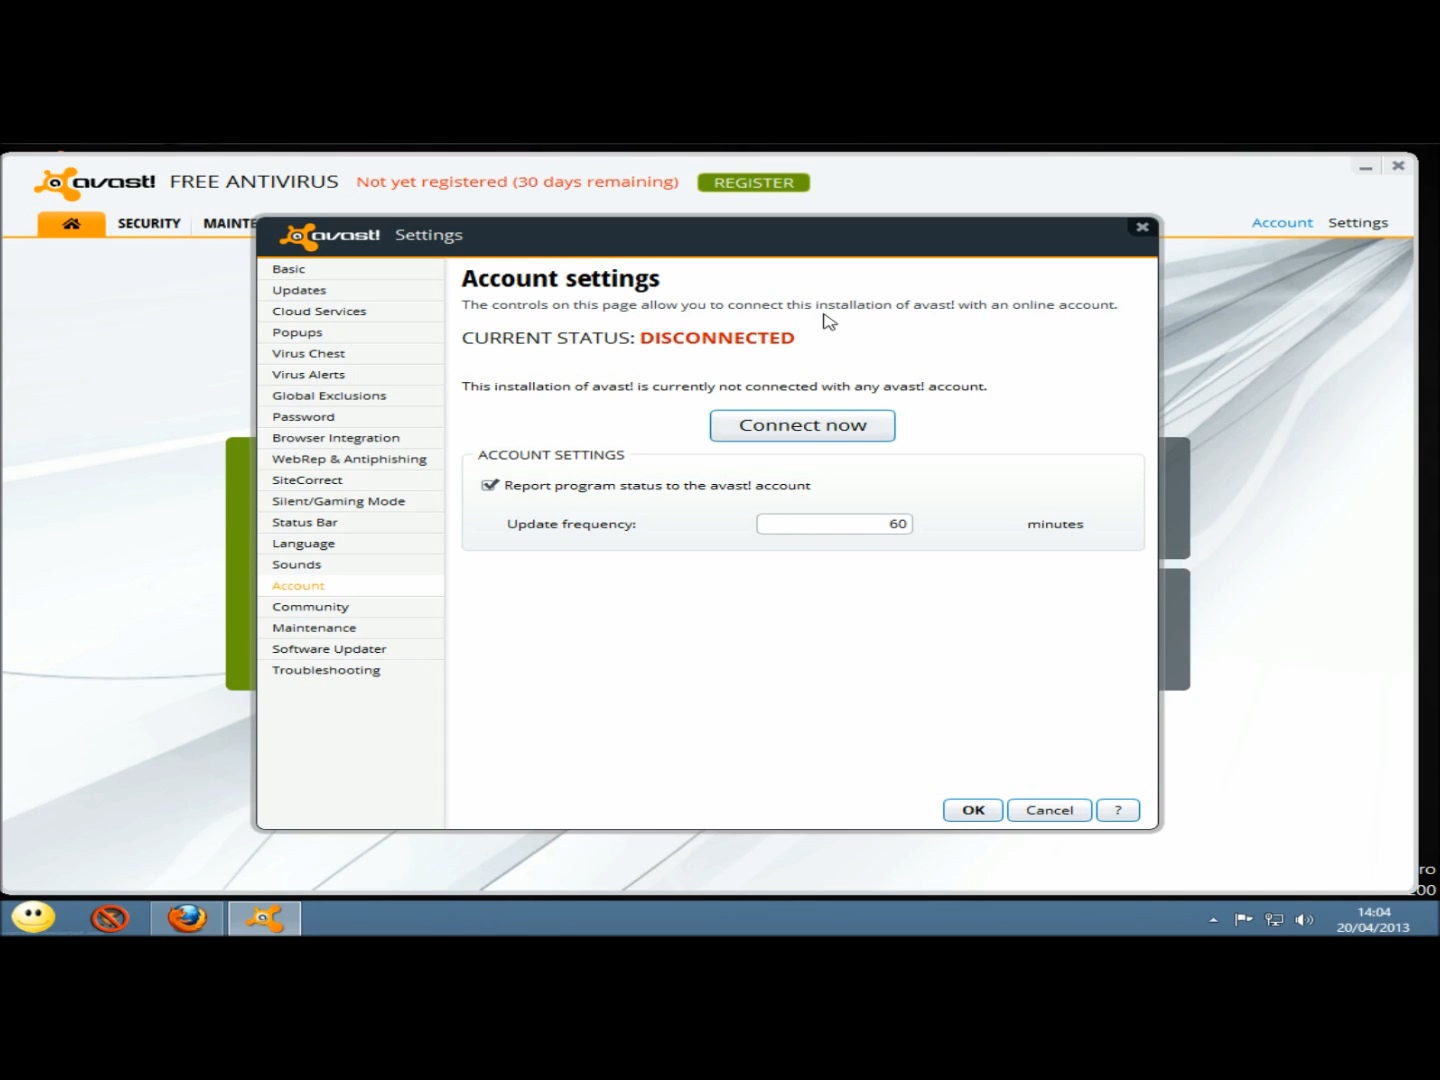 avast! FREE ANTIVIRUS Not yet registered (30 days remaining) REGISTER
SECURITY MAINTE Account Settings
avast! Settings
Basic
Updates
Cloud Services
Popups
Virus Chest
Virus Alerts
Global Exclusions
Password
Browser Integration
WebRep & Antiphishing
SiteCorrect
Silent/Gaming Mode
Status Bar
Language
Sounds
Account
Community
Maintenance
Software Updater
Troubleshooting
Account settings
The controls on this page allow you to connect this installation of avast! with an online account.
CURRENT STATUS: DISCONNECTED
This installation of avast! is currently not connected with any avast! account.
Connect now
ACCOUNT SETTINGS
Report program status to the avast! account
Update frequency: 60 minutes
OK Cancel ?
ro
00
14:04
20/04/2013